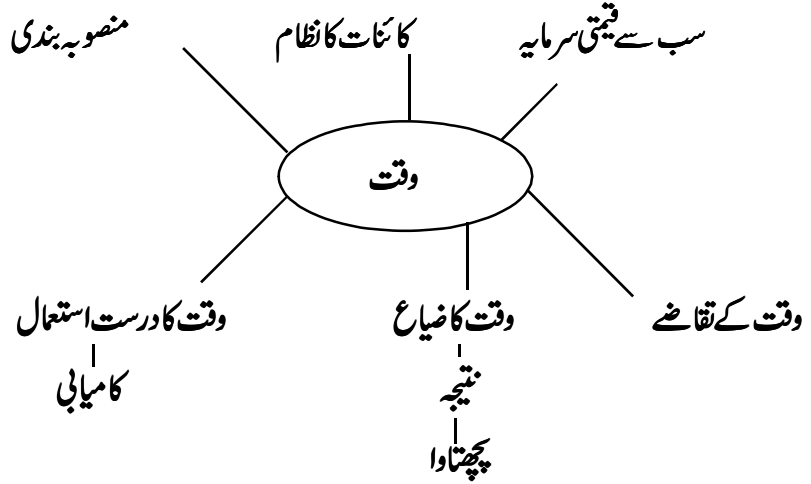 سب سے قیمتی سرمایہ
کائنات کا نظام
منصوبہ بندی
وقت
وقت کے تقاضے
وقت کا ضیاع
وقت کا درست استعمال
نتیجہ
کامیابی
پچھتاوا